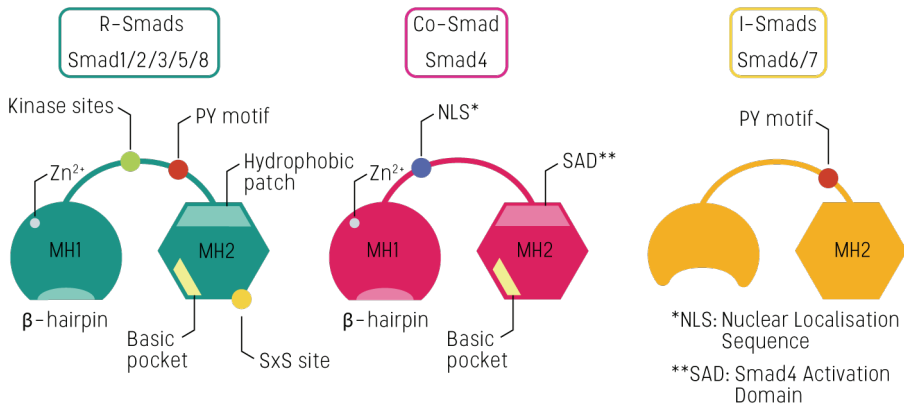 R-Smads
Smad1/2/3/5/8
Kinase sites
PY motif
Zn²⁺
Hydrophobic
patch
MH1
MH2
β-hairpin
Basic
pocket
SxS site
Co-Smad
Smad4
NLS*
Zn²⁺
SAD**
MH1
MH2
β-hairpin
Basic
pocket
I-Smads
Smad6/7
PY motif
MH2
*NLS: Nuclear Localisation
Sequence
**SAD: Smad4 Activation
Domain